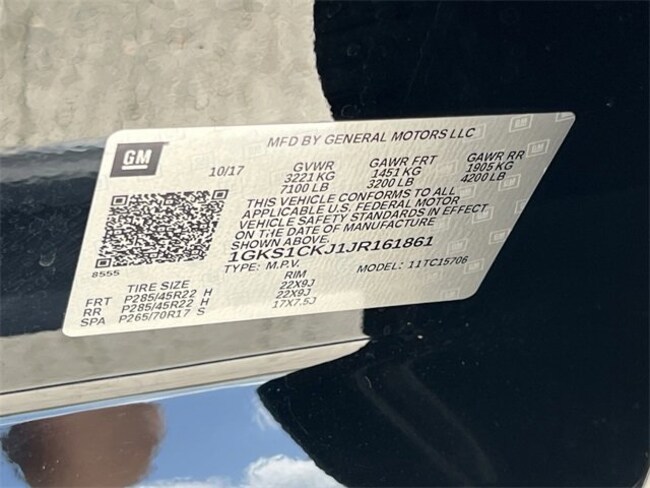 MFD BY GENERAL MOTORS LLC
GM
10/17 GVWR GAWR FRT GAWR RR
3221 KG 1451 KG 1905 KG
7100 LB 3200 LB 4200 LB
THIS VEHICLE CONFORMS TO ALL
APPLICABLE U.S. FEDERAL MOTOR
VEHICLE SAFETY STANDARDS IN EFFECT
ON THE DATE OF MANUFACTURE
SHOWN ABOVE.
1GKS1CKJ1JR161861
8555
TYPE: M.P.V. MODEL: 11TC15706
TIRE SIZE RIM
FRT P285/45R22 H 22X9J
RR P285/45R22 H 22X9J
SPA P265/70R17 S 17X7.5J